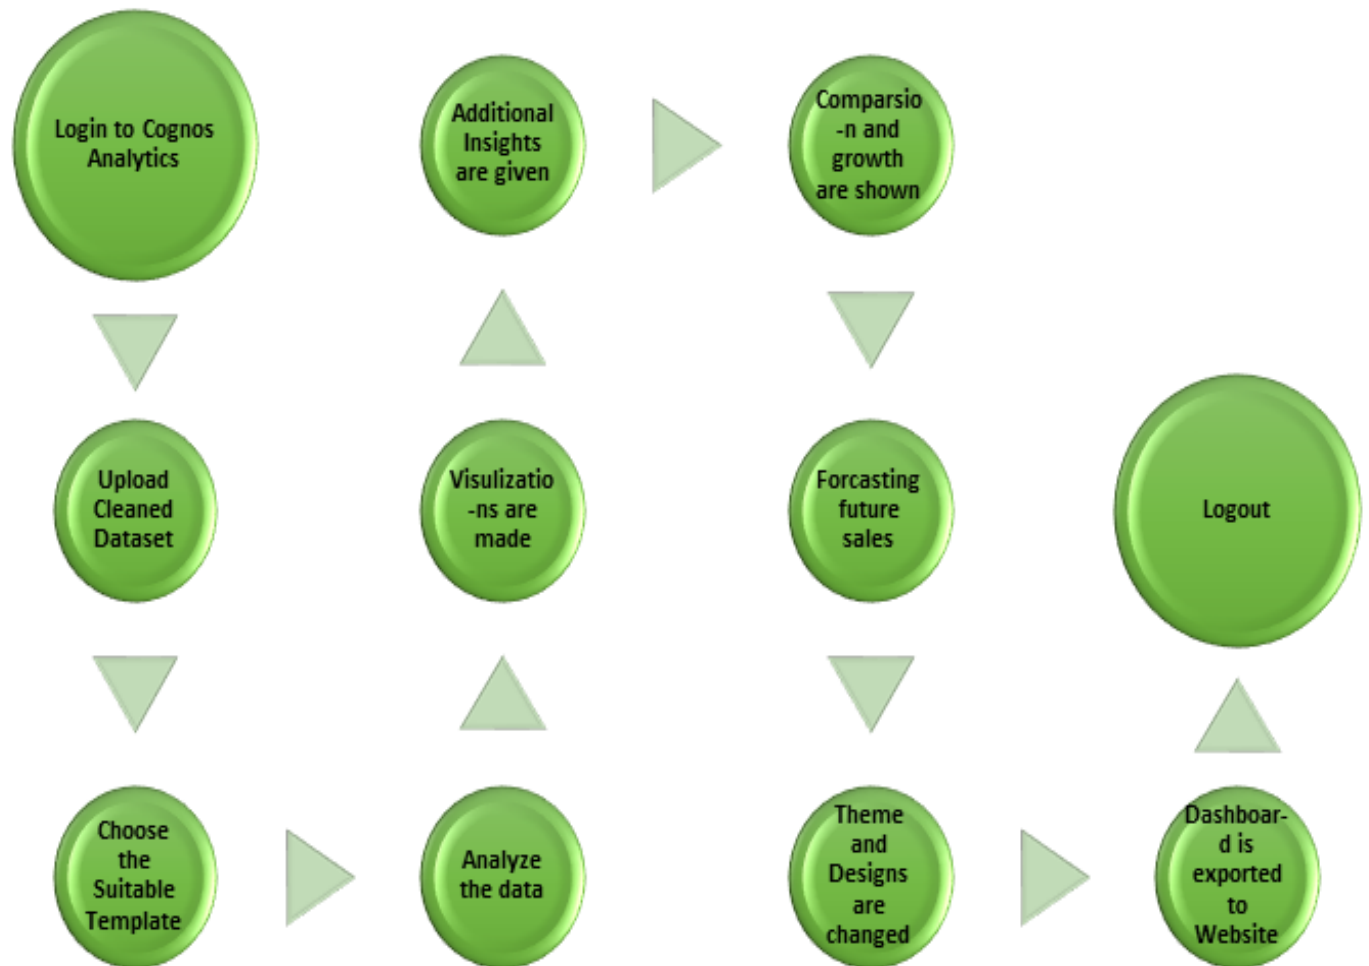 Login to Cognos
Analytics
Upload
Cleaned
Dataset
Choose
the
Suitable
Template
Analyze
the data
Visulizatio
-ns are
made
Additional
Insights
are given
Comparsio
-n and
growth
are shown
Forcasting
future
sales
Theme
and
Designs
are
changed
Dashboar-
d is
exported
to
Website
Logout